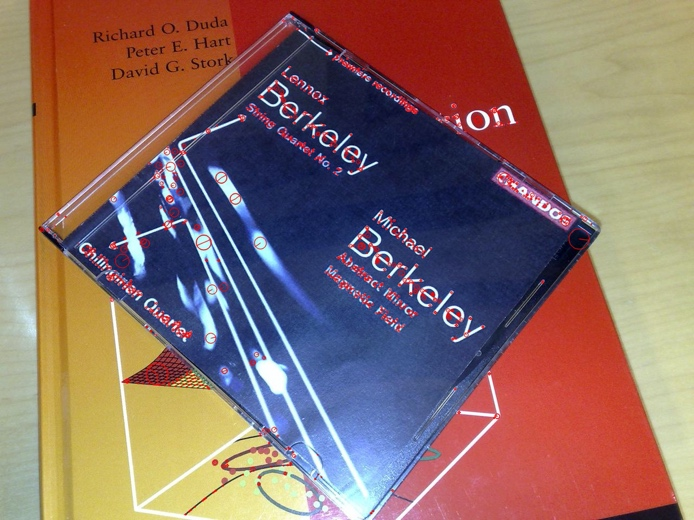 Richard O. Duda
Peter E. Hart
David G. Stork
premiere recordings
ion
Lennox
Berkeley
String Quartet No. 2
CHANDOS
Michael
Berkeley
Abstract Mirror
Magnetic Field
Chilingirian Quartet